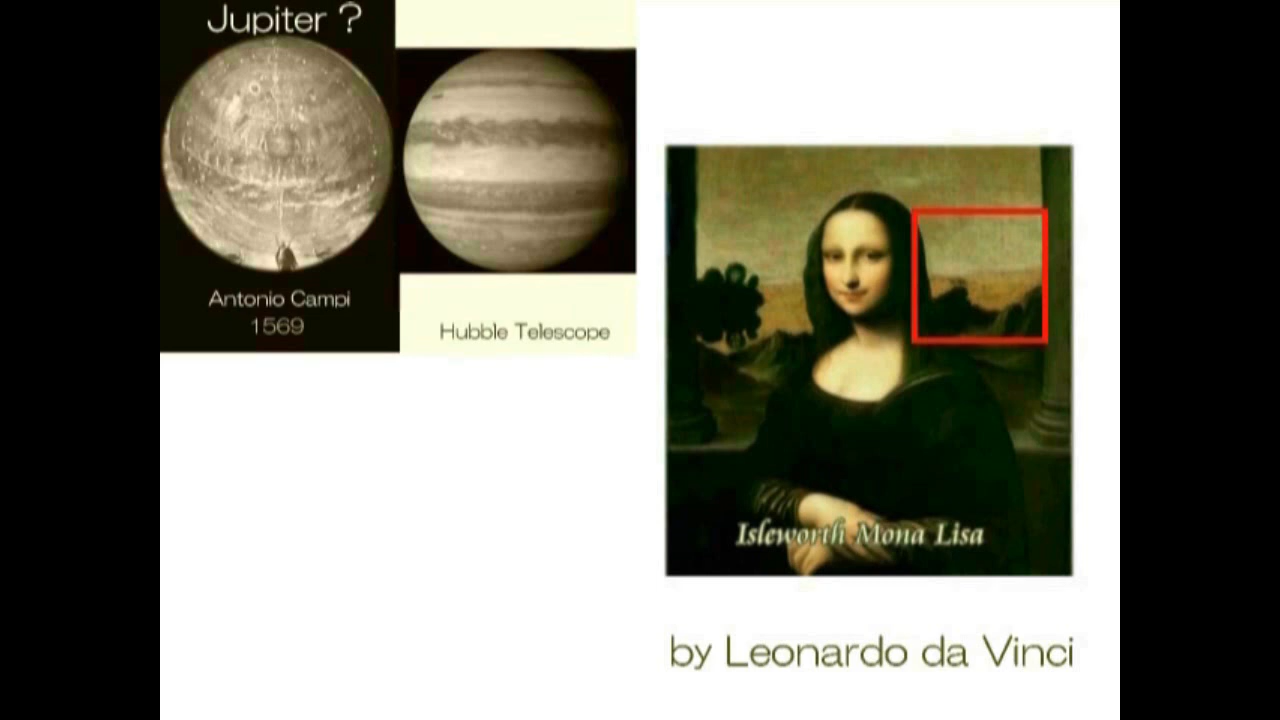 Jupiter ?
Antonio Campi
1569
Hubble Telescope
Isleworth Mona Lisa
by Leonardo da Vinci